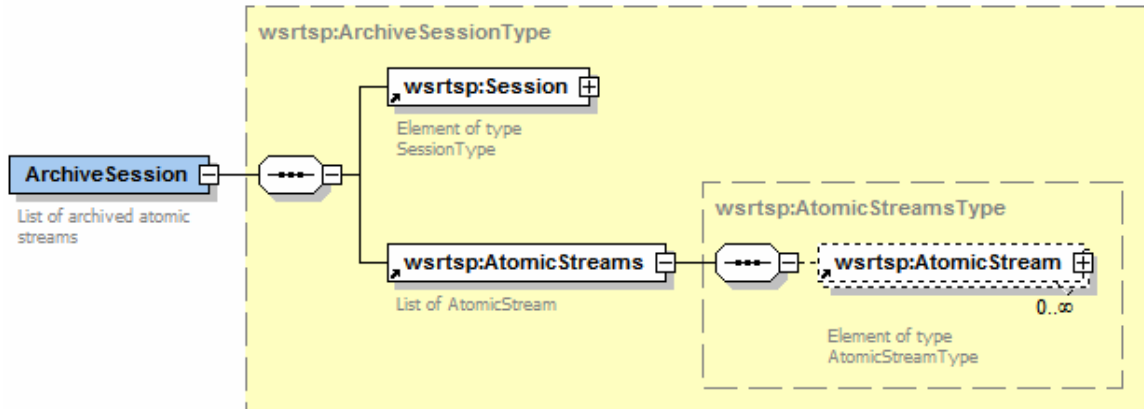 wsrtsp:ArchiveSessionType
wsrtsp:Session
Element of type
SessionType
ArchiveSession
List of archived atomic
streams
wsrtsp:AtomicStreamsType
wsrtsp:AtomicStreams
List of AtomicStream
wsrtsp:AtomicStream
0..∞
Element of type
AtomicStreamType